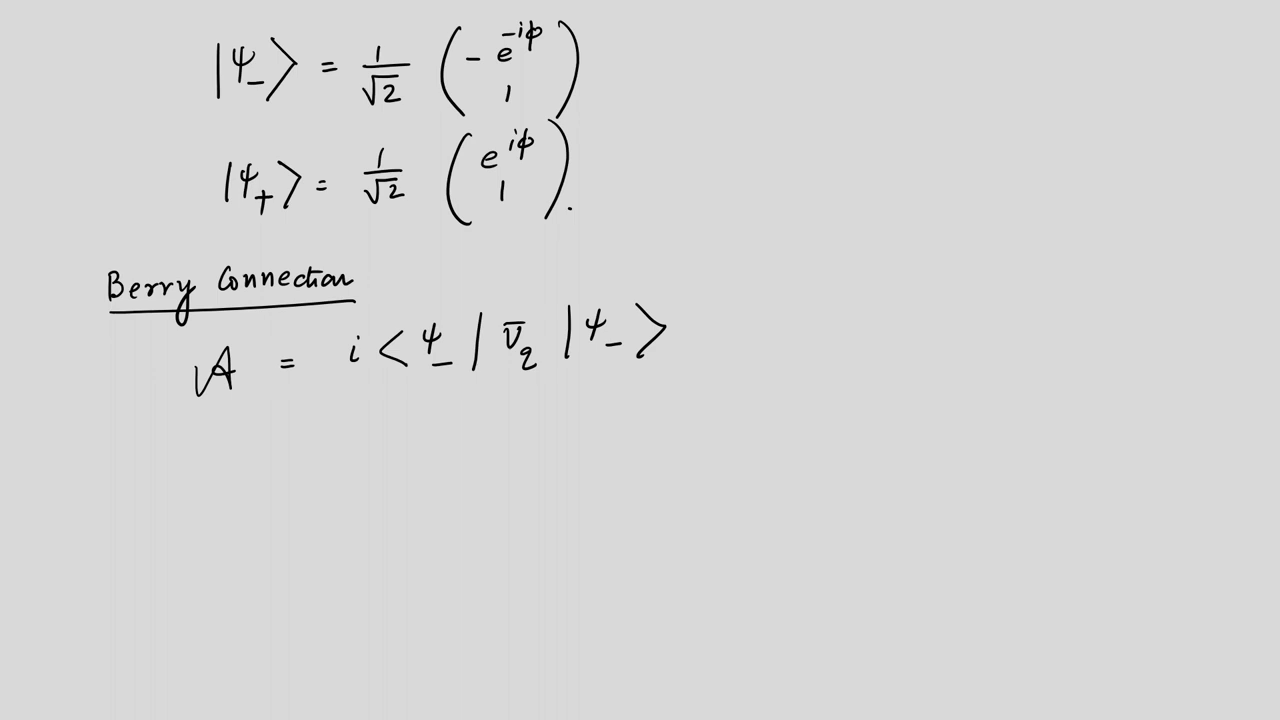 |ψ₋⟩ = 1/√2 ( - e^{-iφ} 1 )
|ψ₊⟩ = 1/√2 ( e^{iφ} 1 ).
Berry Connection
𝒜 = i < ψ₋ | ∇̄_q | ψ₋ >